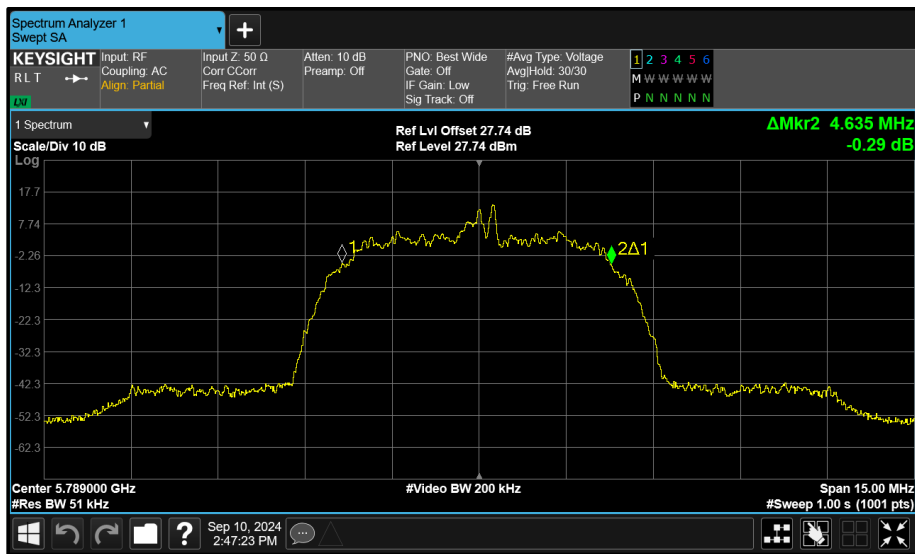 Spectrum Analyzer 1
Swept SA
KEYSIGHT
R L T
LXI
Input: RF
Coupling: AC
Align: Partial
Input Z: 50 Ω
Corr CCorr
Freq Ref: Int (S)
Atten: 10 dB
Preamp: Off
PNO: Best Wide
Gate: Off
IF Gain: Low
Sig Track: Off
#Avg Type: Voltage
Avg|Hold: 30/30
Trig: Free Run
1 2 3 4 5 6
M W W W W W
P N N N N N
1 Spectrum
Scale/Div 10 dB
Ref Lvl Offset 27.74 dB
Ref Level 27.74 dBm
ΔMkr2 4.635 MHz
-0.29 dB
Log
17.7
7.74
-2.26
-12.3
-22.3
-32.3
-42.3
-52.3
-62.3
1
2Δ1
Center 5.789000 GHz
#Res BW 51 kHz
#Video BW 200 kHz
Span 15.00 MHz
#Sweep 1.00 s (1001 pts)
?
Sep 10, 2024
2:47:23 PM